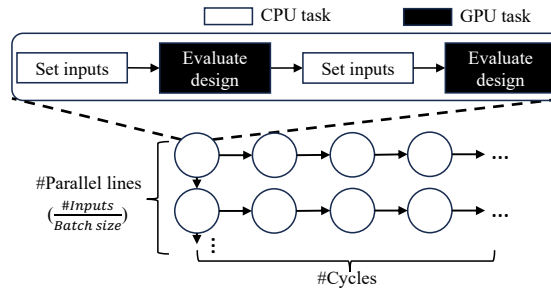 CPU task
GPU task
Set inputs
Evaluate
design
Set inputs
Evaluate
design
#Parallel lines
(#Inputs/Batch size)
...
...
...
#Cycles